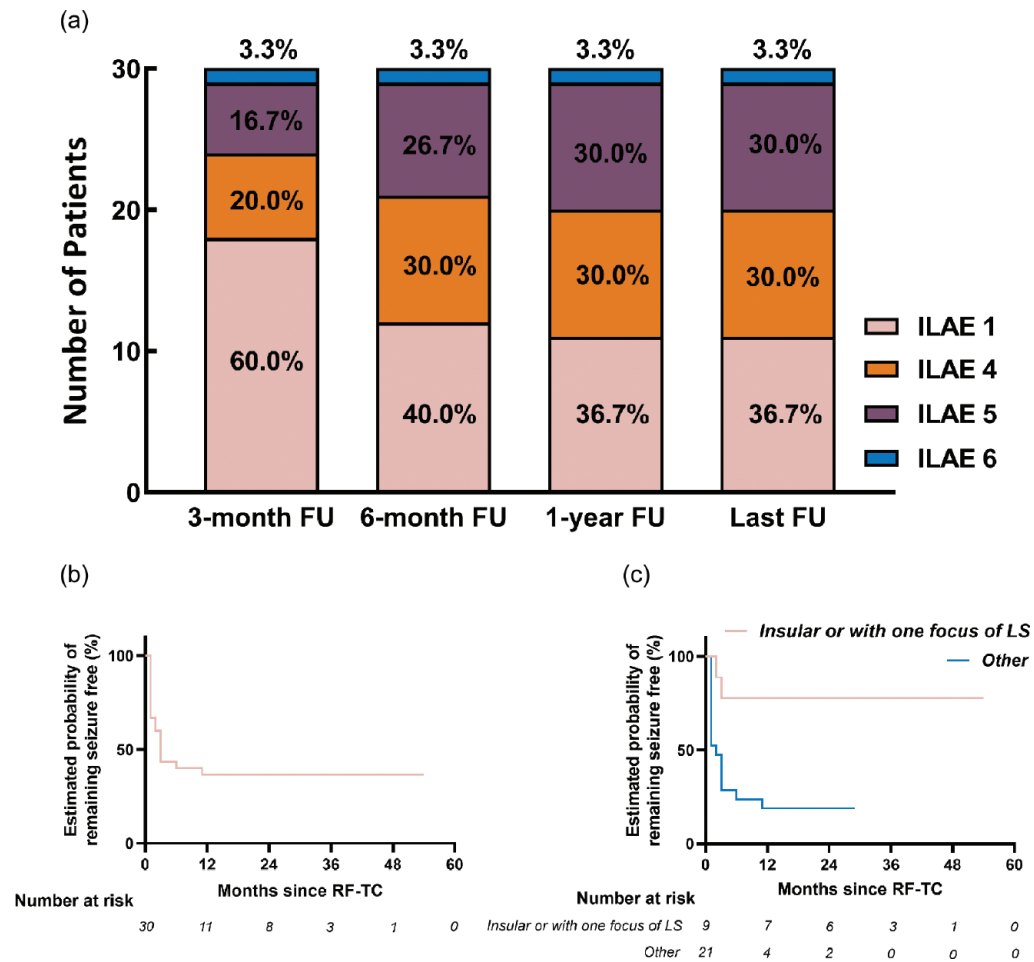 (a)
3.3% 3.3% 3.3% 3.3%
30
16.7% 26.7% 30.0% 30.0%
20
20.0% 30.0% 30.0% 30.0%
10
60.0% 40.0% 36.7% 36.7%
0
Number of Patients
ILAE 1
ILAE 4
ILAE 5
ILAE 6
3-month FU 6-month FU 1-year FU Last FU
(b)
Estimated probability of
remaining seizure free (%)
100
50
0
0 12 24 36 48 60
Months since RF-TC
Number at risk
30 11 8 3 1 0
(c)
Insular or with one focus of LS
Other
Estimated probability of
remaining seizure free (%)
100
50
0
0 12 24 36 48 60
Months since RF-TC
Number at risk
Insular or with one focus of LS 9 7 6 3 1 0
Other 21 4 2 0 0 0